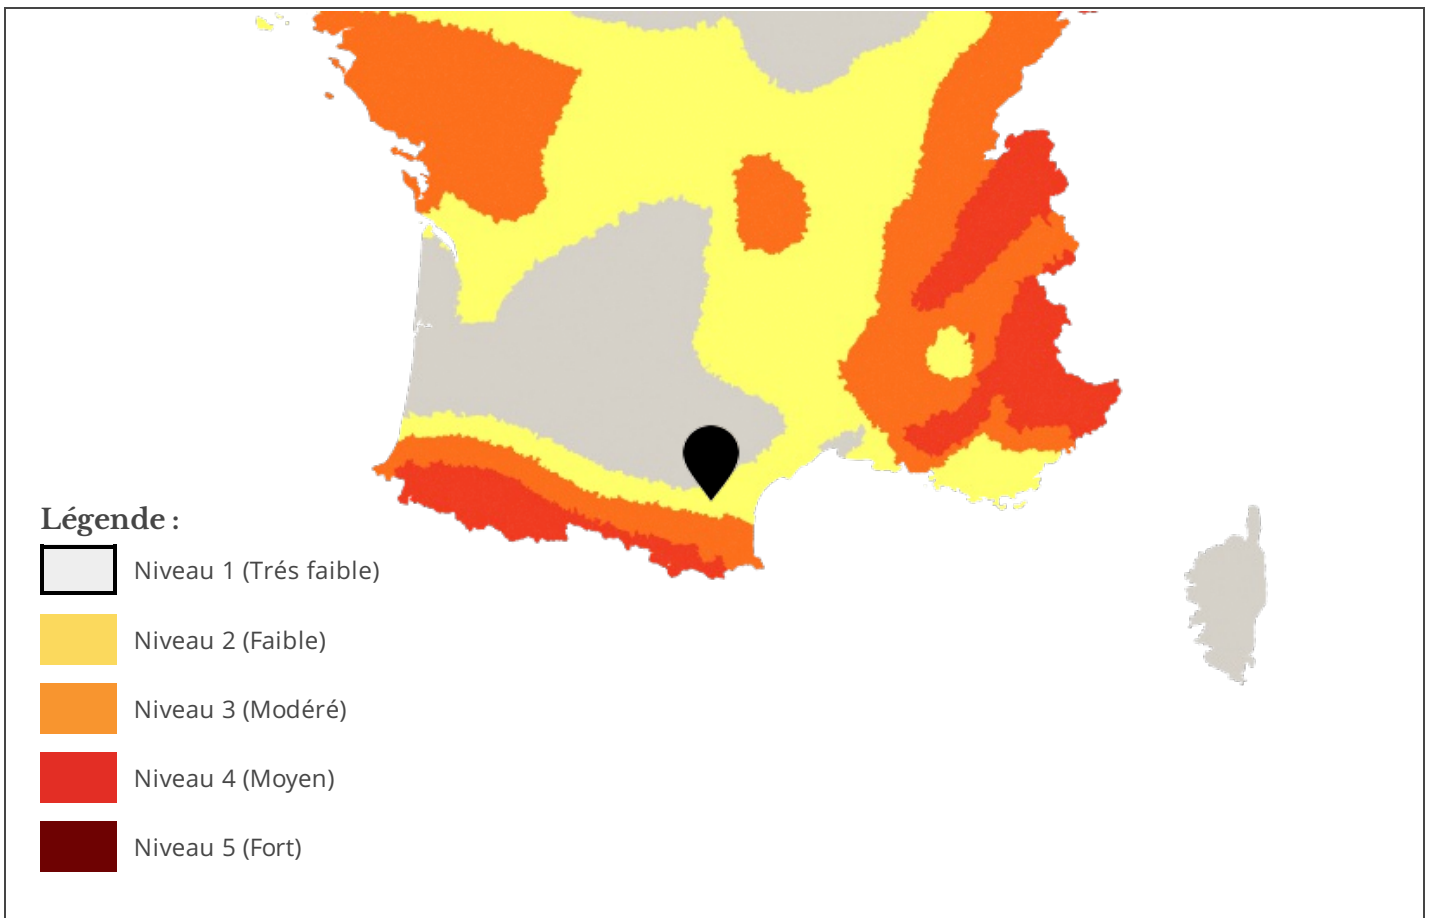 Légende :
Niveau 1 (Trés faible)
Niveau 2 (Faible)
Niveau 3 (Modéré)
Niveau 4 (Moyen)
Niveau 5 (Fort)